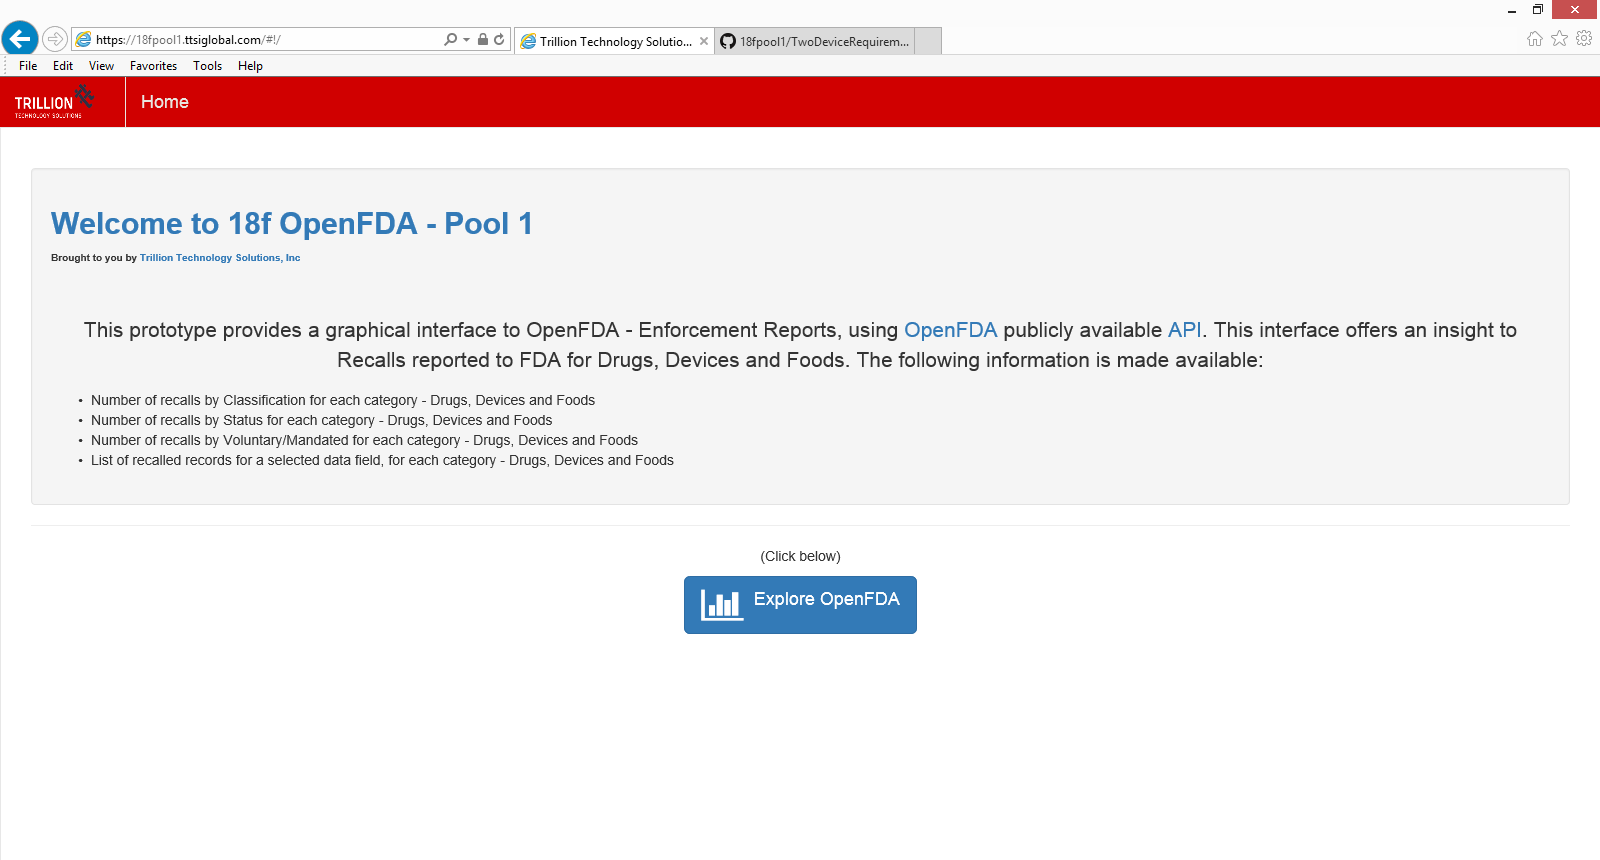 https://18fpool1.ttsiglobal.com/#!/
Trillion Technology Solutio...
18fpool1/TwoDeviceRequirem...
File Edit View Favorites Tools Help
TRILLION
TECHNOLOGY SOLUTIONS
Home
Welcome to 18f OpenFDA - Pool 1
Brought to you by Trillion Technology Solutions, Inc
This prototype provides a graphical interface to OpenFDA - Enforcement Reports, using OpenFDA publicly available API. This interface offers an insight to
Recalls reported to FDA for Drugs, Devices and Foods. The following information is made available:
• Number of recalls by Classification for each category - Drugs, Devices and Foods
• Number of recalls by Status for each category - Drugs, Devices and Foods
• Number of recalls by Voluntary/Mandated for each category - Drugs, Devices and Foods
• List of recalled records for a selected data field, for each category - Drugs, Devices and Foods
(Click below)
Explore OpenFDA